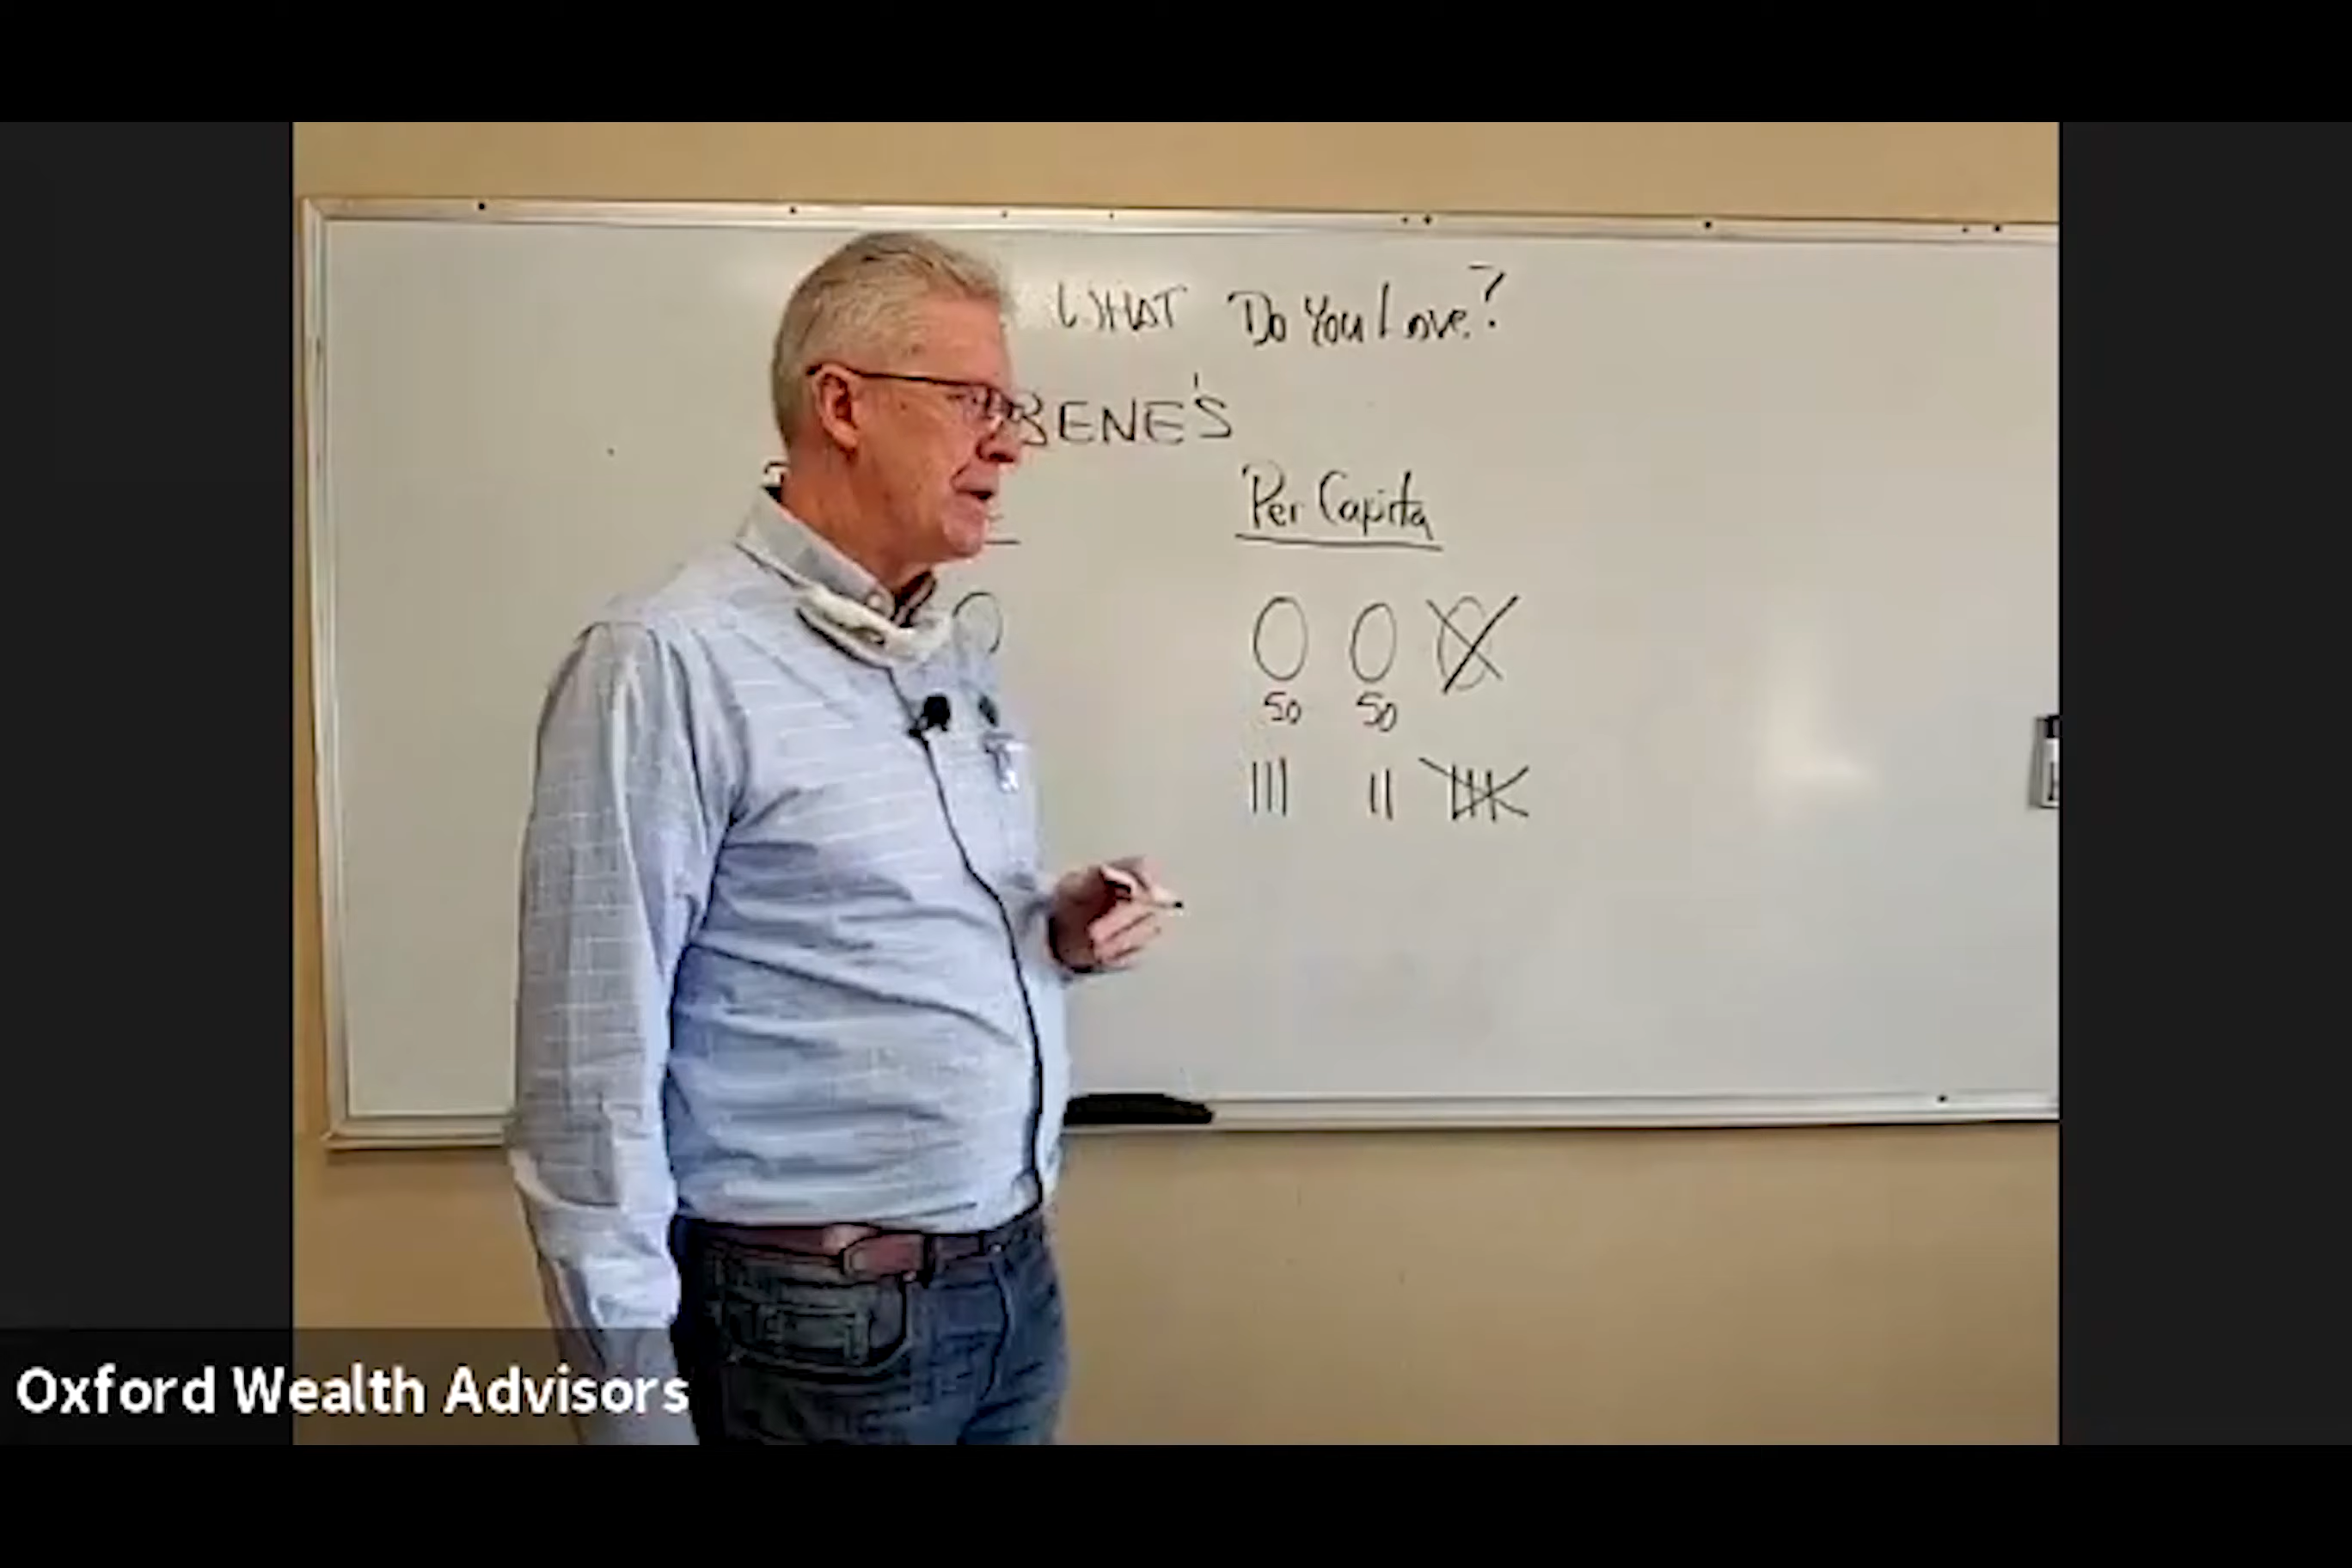 WHAT Do You Love?
BENE'S
Per Capita
50 50
Oxford Wealth Advisors